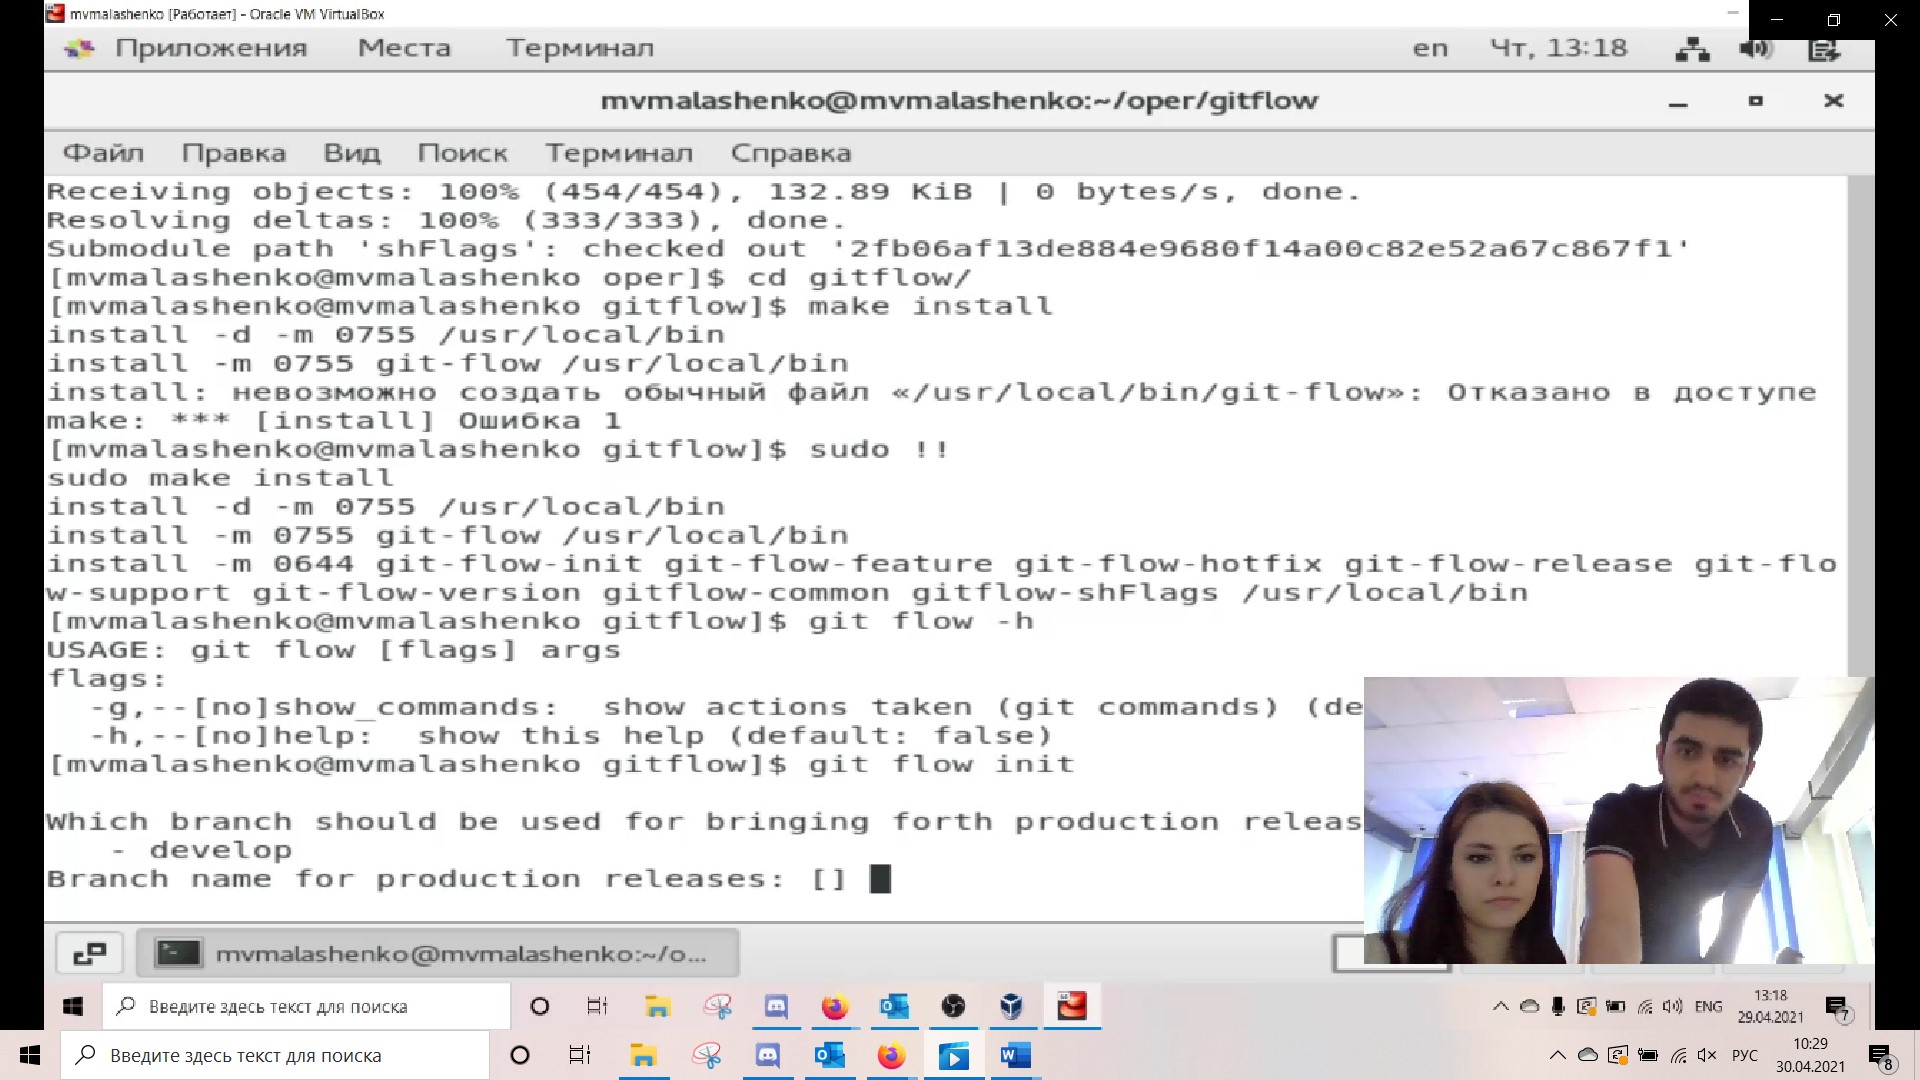 mvmalashenko [Работает] - Oracle VM VirtualBox
Приложения Места Терминал en Чт, 13:18
mvmalashenko@mvmalashenko:~/oper/gitflow
Файл Правка Вид Поиск Терминал Справка
Receiving objects: 100% (454/454), 132.89 KiB | 0 bytes/s, done.
Resolving deltas: 100% (333/333), done.
Submodule path 'shFlags': checked out '2fb06af13de884e9680f14a00c82e52a67c867f1'
[mvmalashenko@mvmalashenko oper]$ cd gitflow/
[mvmalashenko@mvmalashenko gitflow]$ make install
install -d -m 0755 /usr/local/bin
install -m 0755 git-flow /usr/local/bin
install: невозможно создать обычный файл «/usr/local/bin/git-flow»: Отказано в доступе
make: *** [install] Ошибка 1
[mvmalashenko@mvmalashenko gitflow]$ sudo !!
sudo make install
install -d -m 0755 /usr/local/bin
install -m 0755 git-flow /usr/local/bin
install -m 0644 git-flow-init git-flow-feature git-flow-hotfix git-flow-release git-flo
w-support git-flow-version gitflow-common gitflow-shFlags /usr/local/bin
[mvmalashenko@mvmalashenko gitflow]$ git flow -h
USAGE: git flow [flags] args
flags:
-g,--[no]show_commands: show actions taken (git commands) (de
-h,--[no]help: show this help (default: false)
[mvmalashenko@mvmalashenko gitflow]$ git flow init
Which branch should be used for bringing forth production releas
- develop
Branch name for production releases: []
mvmalashenko@mvmalashenko:~/o...
Введите здесь текст для поиска ENG 13:18 29.04.2021 7
Введите здесь текст для поиска РУС 10:29 30.04.2021 8